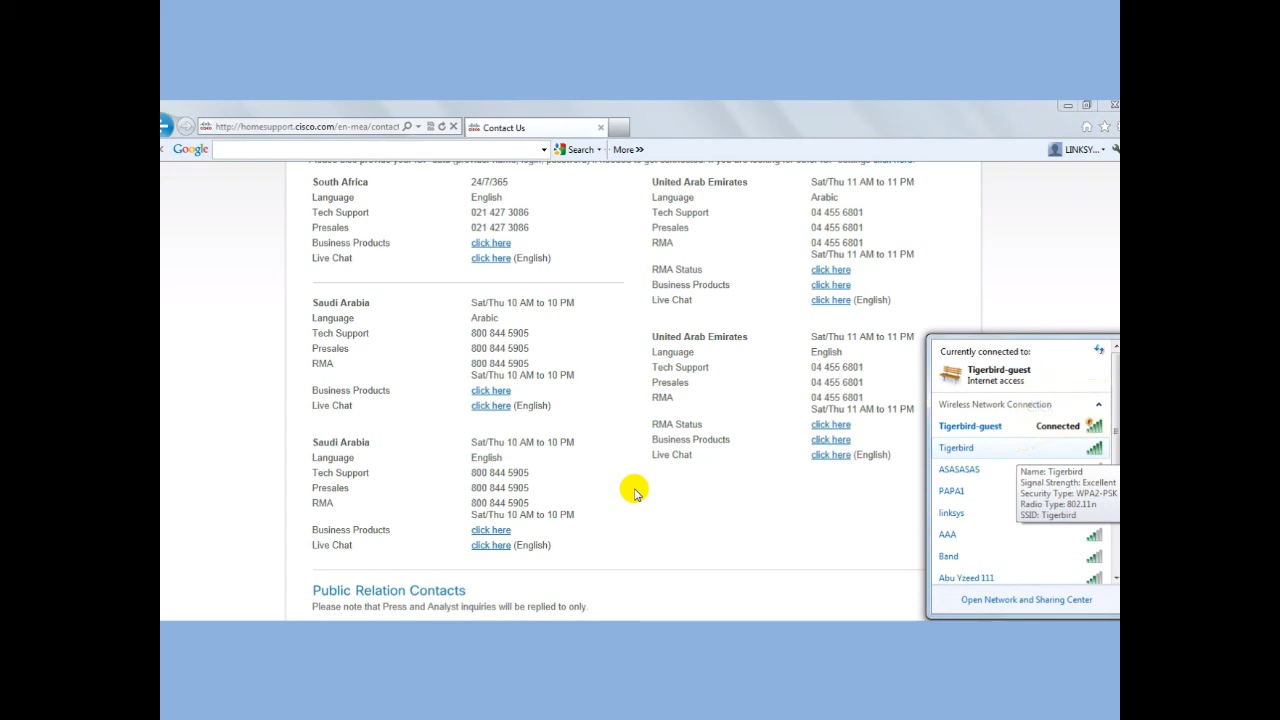 http://homesupport.cisco.com/en-mea/contact
Contact Us
Google
Search
More »
LINKSY...
South Africa 24/7/365
Language English
Tech Support 021 427 3086
Presales 021 427 3086
Business Products click here
Live Chat click here (English)
Saudi Arabia Sat/Thu 10 AM to 10 PM
Language Arabic
Tech Support 800 844 5905
Presales 800 844 5905
RMA 800 844 5905
Sat/Thu 10 AM to 10 PM
Business Products click here
Live Chat click here (English)
Saudi Arabia Sat/Thu 10 AM to 10 PM
Language English
Tech Support 800 844 5905
Presales 800 844 5905
RMA 800 844 5905
Sat/Thu 10 AM to 10 PM
Business Products click here
Live Chat click here (English)
United Arab Emirates Sat/Thu 11 AM to 11 PM
Language Arabic
Tech Support 04 455 6801
Presales 04 455 6801
RMA 04 455 6801
Sat/Thu 11 AM to 11 PM
RMA Status click here
Business Products click here
Live Chat click here (English)
United Arab Emirates Sat/Thu 11 AM to 11 PM
Language English
Tech Support 04 455 6801
Presales 04 455 6801
RMA 04 455 6801
Sat/Thu 11 AM to 11 PM
RMA Status click here
Business Products click here
Live Chat click here (English)
Public Relation Contacts
Please note that Press and Analyst inquiries will be replied to only.
Currently connected to:
Tigerbird-guest
Internet access
Wireless Network Connection
Tigerbird-guest Connected
Tigerbird
ASASASAS
PAPA1
linksys
AAA
Band
Abu Yzeed 111
Name: Tigerbird
Signal Strength: Excellent
Security Type: WPA2-PSK
Radio Type: 802.11n
SSID: Tigerbird
Open Network and Sharing Center